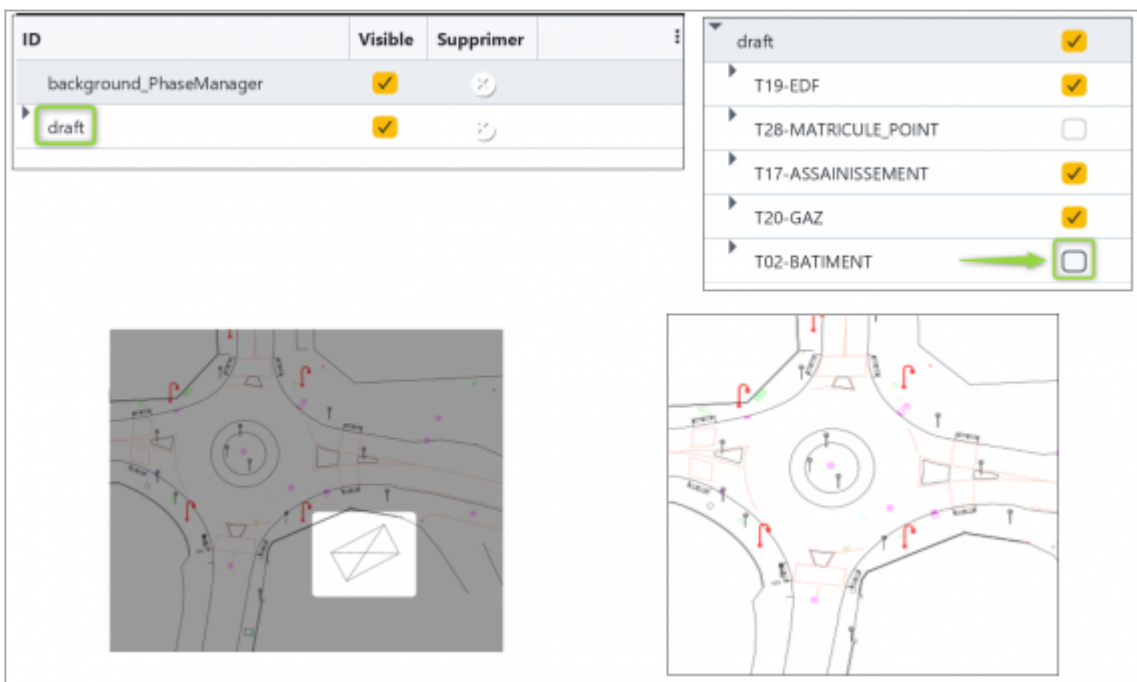 ID Visible Supprimer
background_PhaseManager
draft
draft
T19-EDF
T28-MATRICULE_POINT
T17-ASSAINISSEMENT
T20-GAZ
T02-BATIMENT